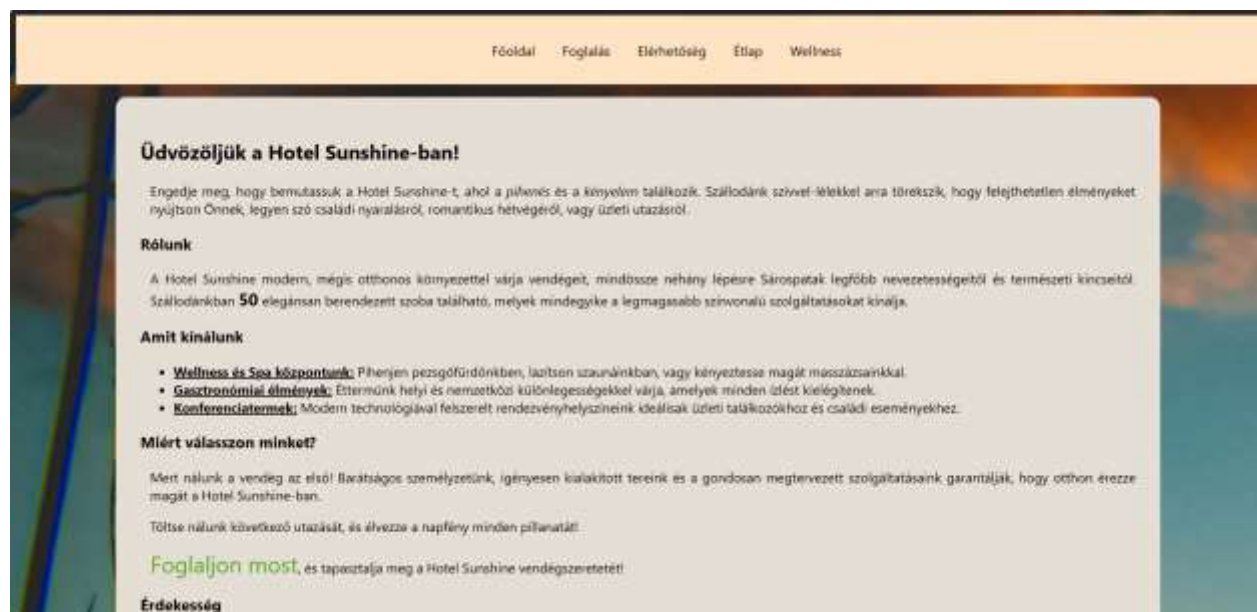 Főoldal Foglalás Elérhetőség Étlap Wellness
Üdvözöljük a Hotel Sunshine-ban!
Engedje meg, hogy bemutassuk a Hotel Sunshine-t, ahol a pihenés és a kényelem találkozik. Szállodánk szívvel-lélekkel arra törekszik, hogy felejthetetlen élményeket
nyújtson Önnek, legyen szó családi nyaralásról, romantikus hétvégéről, vagy üzleti utazásról.
Rólunk
A Hotel Sunshine modern, mégis otthonos környezettel várja vendégeit, mindössze néhány lépésre Sárospatak legfőbb nevezetességeitől és természeti kincseitől.
Szállodánkban 50 elegánsan berendezett szoba található, melyek mindegyike a legmagasabb színvonalú szolgáltatásokat kínálja.
Amit kínálunk
• Wellness és Spa központunk: Pihenjen pezsgőfürdőnkben, lazítson szaunáinkban, vagy kényeztesse magát masszázsainkkal.
• Gasztronómiai élmények: Éttermünk helyi és nemzetközi különlegességekkel várja, amelyek minden ízlést kielégítenek.
• Konferenciatermek: Modern technológiával felszerelt rendezvényhelyszíneink ideálisak üzleti találkozókhoz és családi eseményekhez.
Miért válasszon minket?
Mert nálunk a vendég az első! Barátságos személyzetünk, igényesen kialakított tereink és a gondosan megtervezett szolgáltatásaink garantálják, hogy otthon érezze
magát a Hotel Sunshine-ban.
Töltse nálunk következő utazását, és élvezze a napfény minden pillanatát!
Foglaljon most, és tapasztalja meg a Hotel Sunshine vendégszeretetét!
Érdekesség